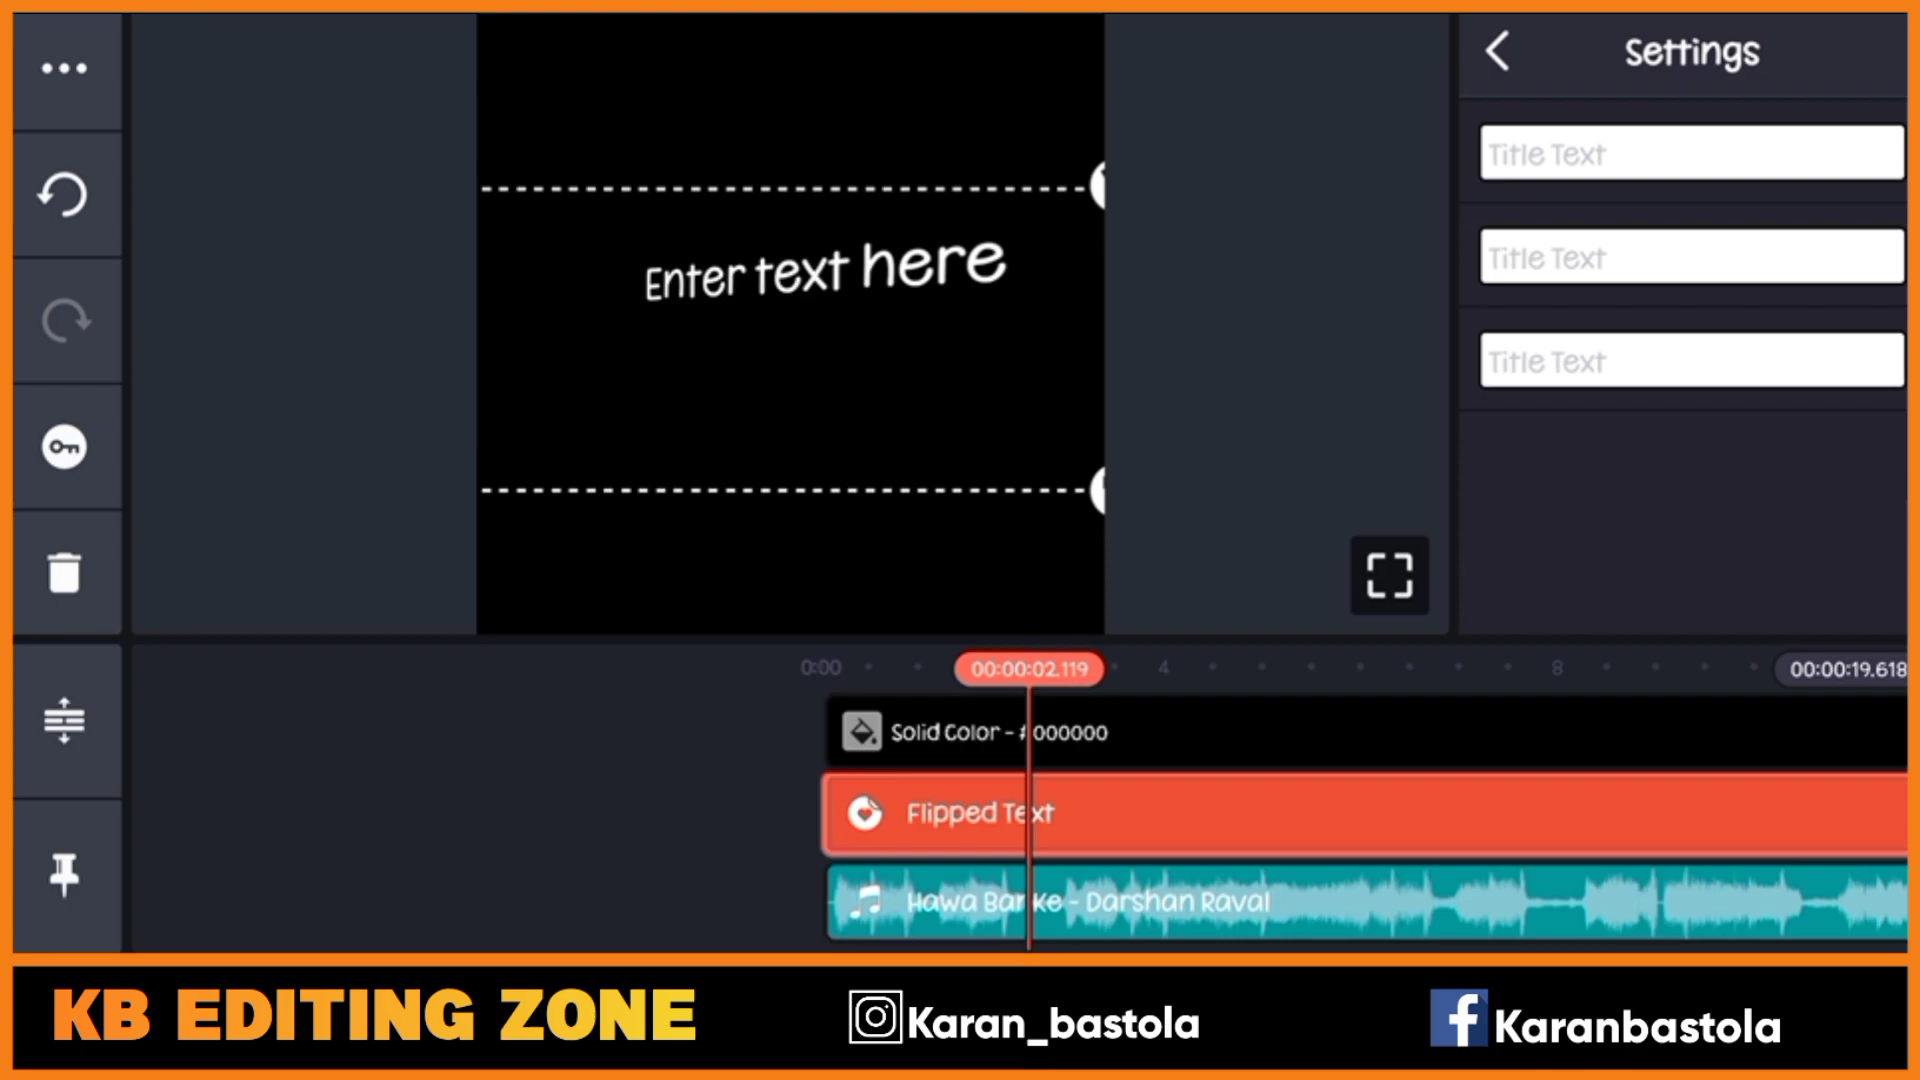 Settings
Title Text
Enter text here
Title Text
Title Text
0:00
00:00:02.119
4
8
00:00:19.618
Solid Color - #000000
Flipped Text
Hawa Banke - Darshan Raval
KB EDITING ZONE
Karan_bastola
Karanbastola